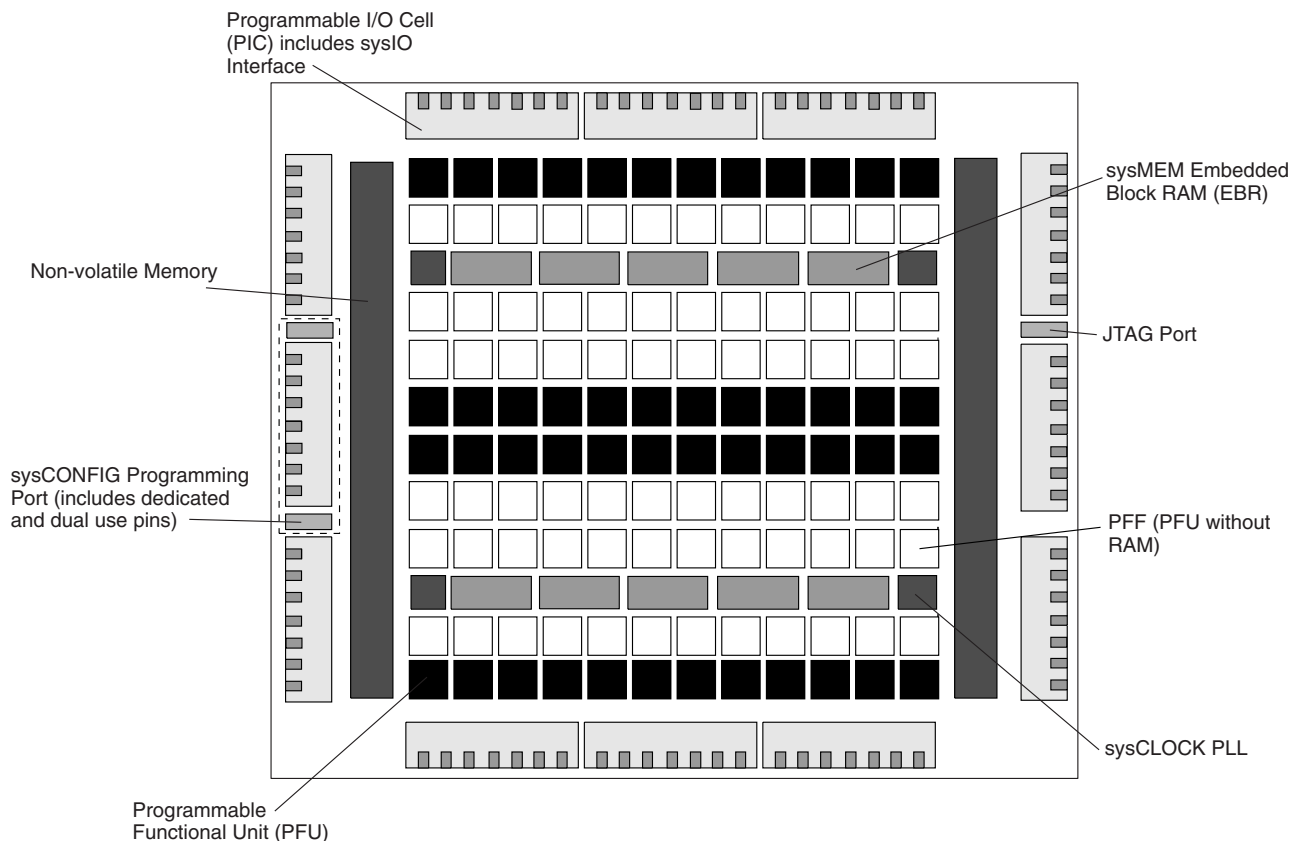 Programmable I/O Cell
(PIC) includes sysIO
Interface
sysMEM Embedded
Block RAM (EBR)
Non-volatile Memory
JTAG Port
sysCONFIG Programming
Port (includes dedicated
and dual use pins)
PFF (PFU without
RAM)
sysCLOCK PLL
Programmable
Functional Unit (PFU)